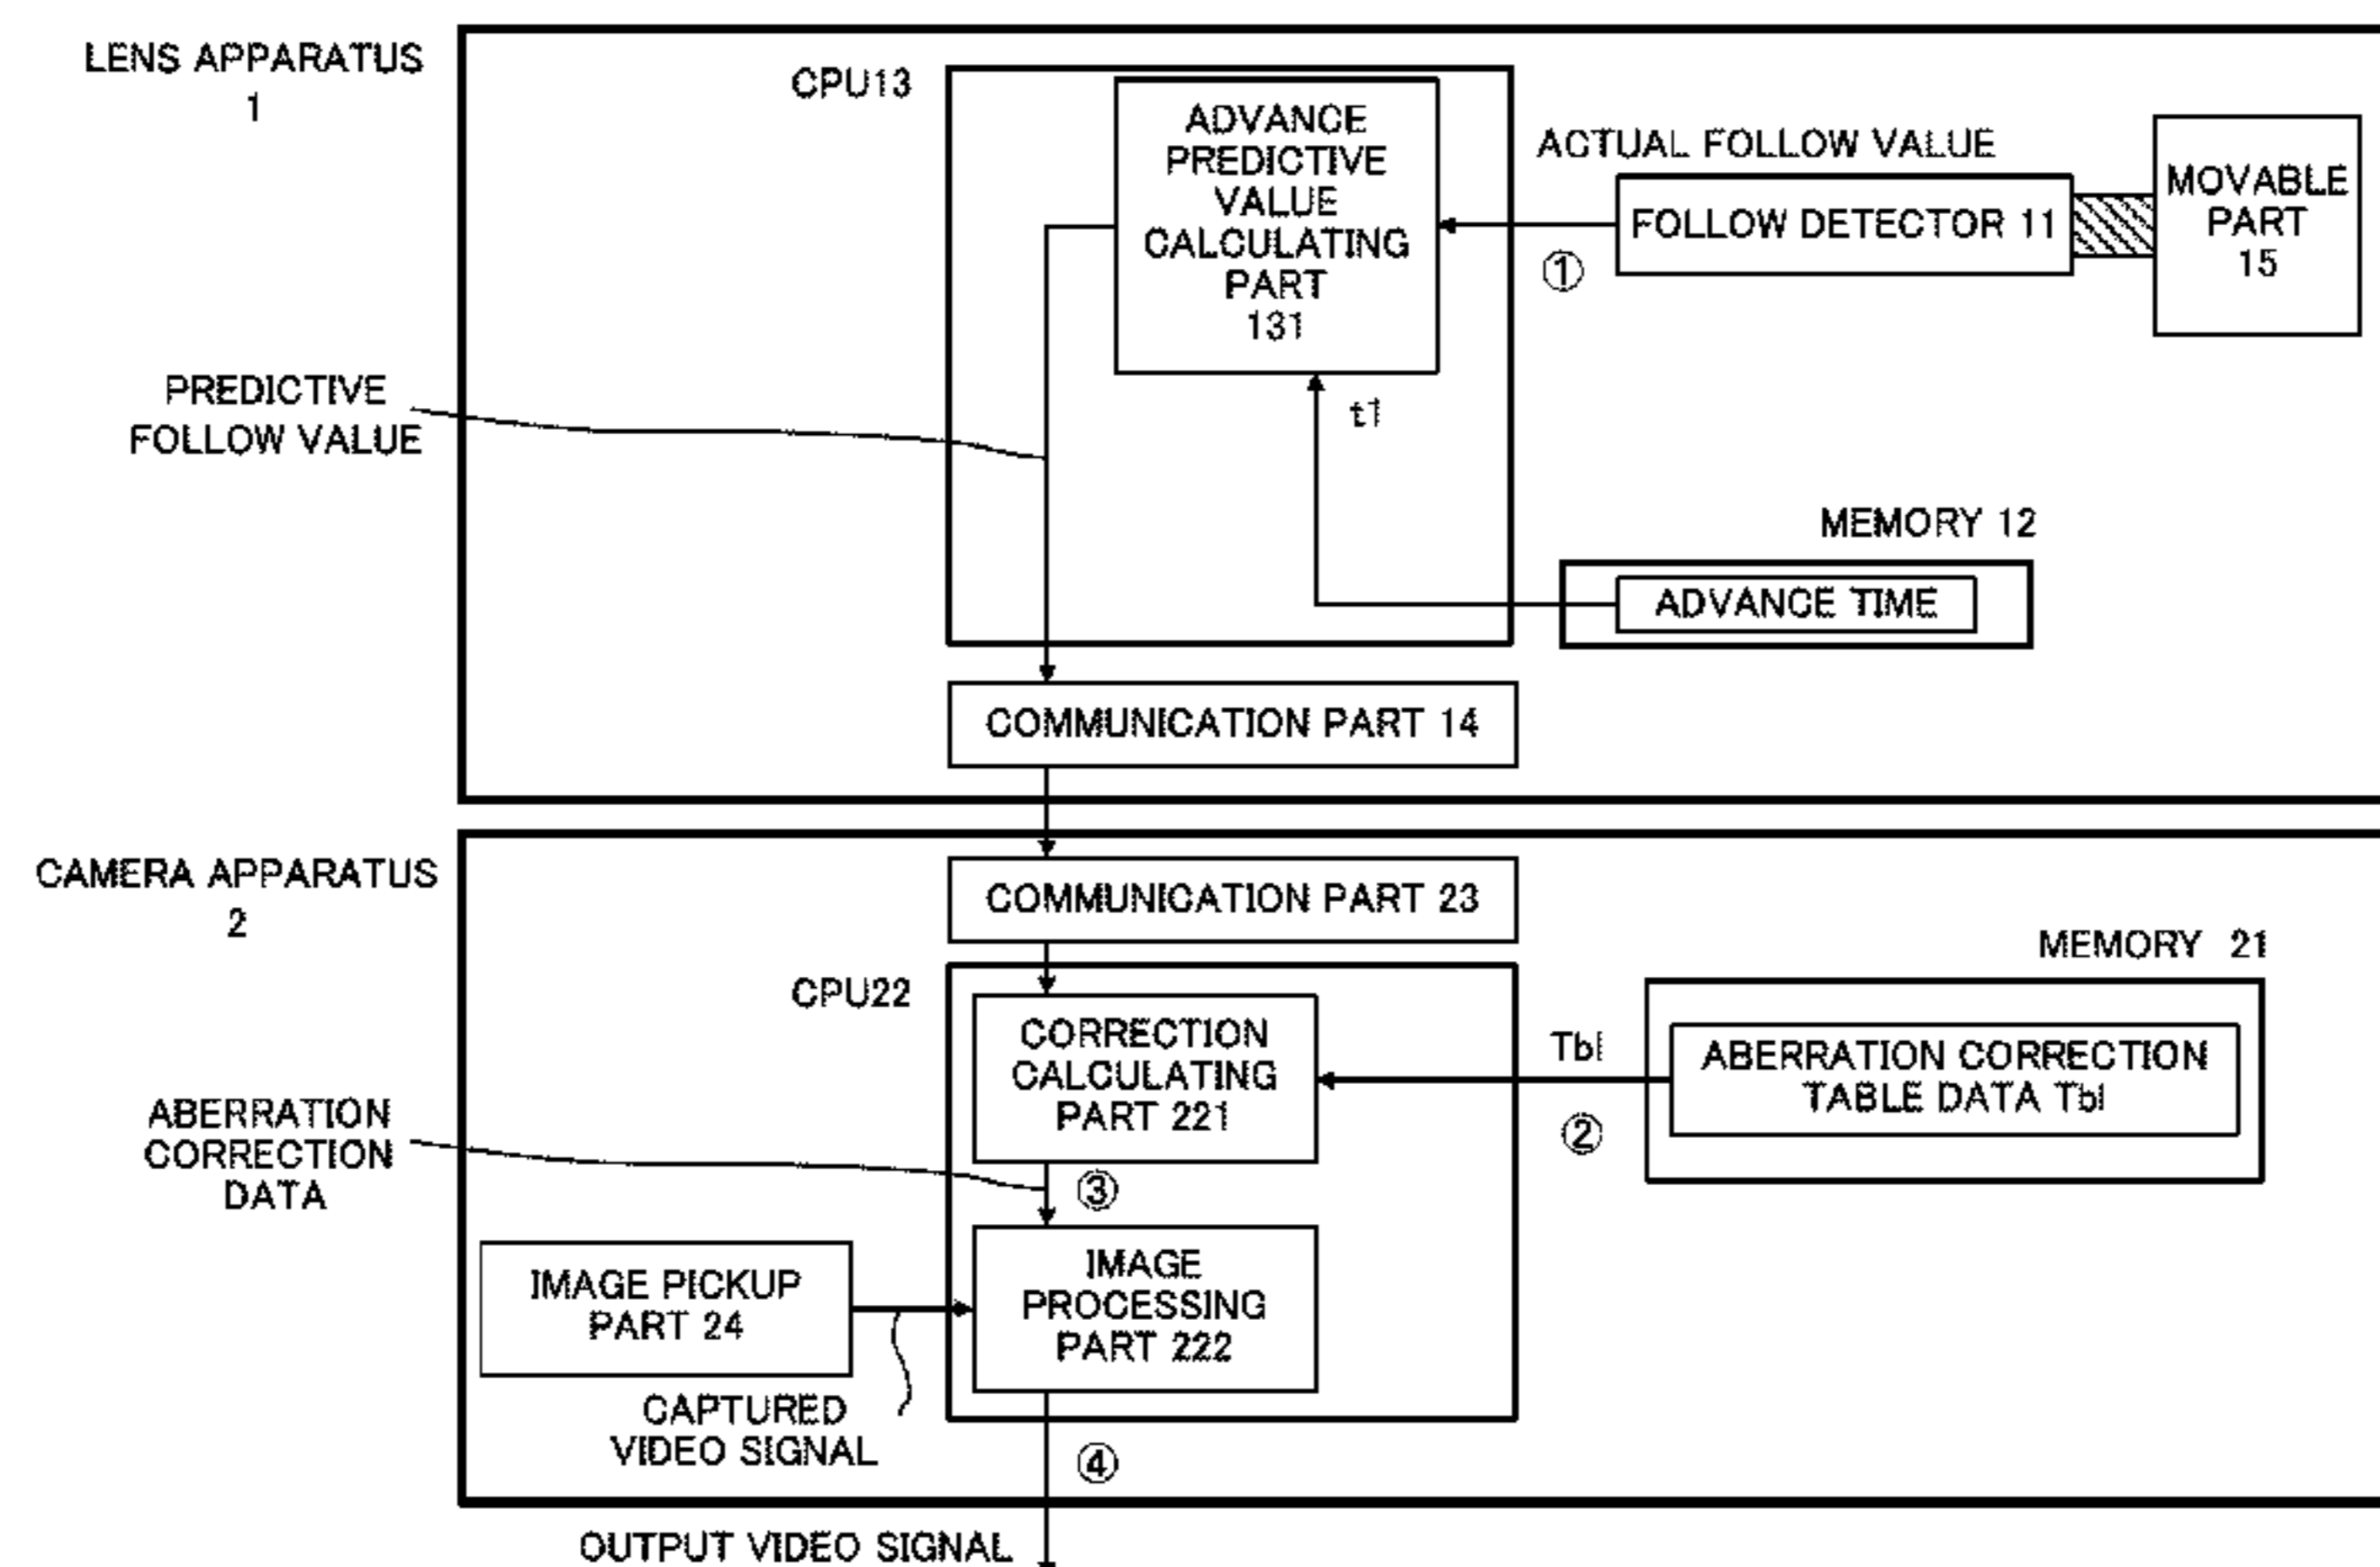 LENS APPARATUS
1
CPU13
ADVANCE
PREDICTIVE
VALUE
CALCULATING
PART
131
ACTUAL FOLLOW VALUE
FOLLOW DETECTOR 11
①
MOVABLE
PART
15
PREDICTIVE
FOLLOW VALUE
t1
MEMORY 12
ADVANCE TIME
COMMUNICATION PART 14
CAMERA APPARATUS
2
COMMUNICATION PART 23
CPU22
MEMORY 21
CORRECTION
CALCULATING
PART 221
Tbl
②
ABERRATION CORRECTION
TABLE DATA Tbl
ABERRATION
CORRECTION
DATA
③
IMAGE PICKUP
PART 24
IMAGE
PROCESSING
PART 222
CAPTURED
VIDEO SIGNAL
④
OUTPUT VIDEO SIGNAL